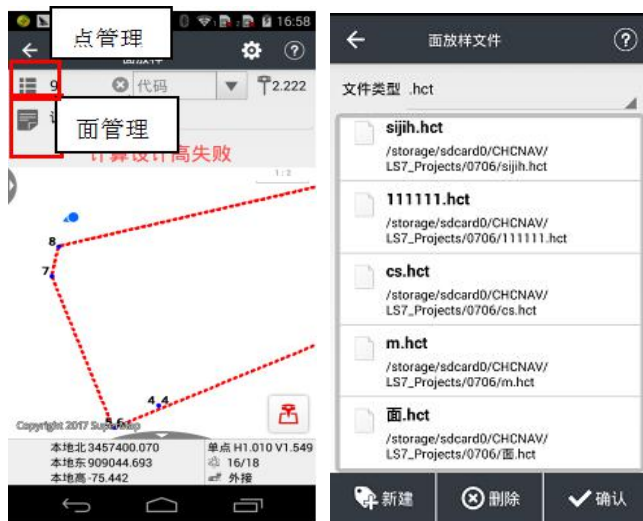 16:58
点管理
面放样
9
代码
2.222
面管理
计算设计高失败
1:2
8
7
4
4
5
6
Copyright 2017 SuperMap
本地北 3457400.070
本地东 909044.693
本地高 -75.442
单点 H1.010 V1.549
16/18
外接
面放样文件
文件类型 .hct
sijih.hct
/storage/sdcard0/CHCNAV/
LS7_Projects/0706/sijih.hct
111111.hct
/storage/sdcard0/CHCNAV/
LS7_Projects/0706/111111.hct
cs.hct
/storage/sdcard0/CHCNAV/
LS7_Projects/0706/cs.hct
m.hct
/storage/sdcard0/CHCNAV/
LS7_Projects/0706/m.hct
面.hct
/storage/sdcard0/CHCNAV/
LS7_Projects/0706/面.hct
新建
删除
确认